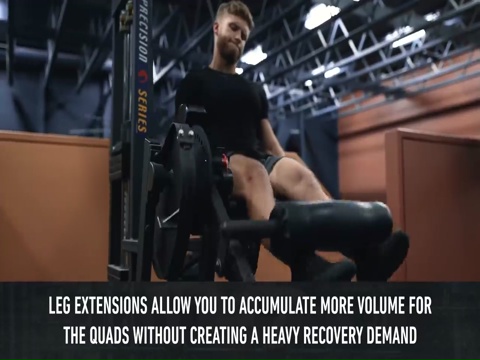 PRECISION
SERIES
LEG EXTENSIONS ALLOW YOU TO ACCUMULATE MORE VOLUME FOR
THE QUADS WITHOUT CREATING A HEAVY RECOVERY DEMAND